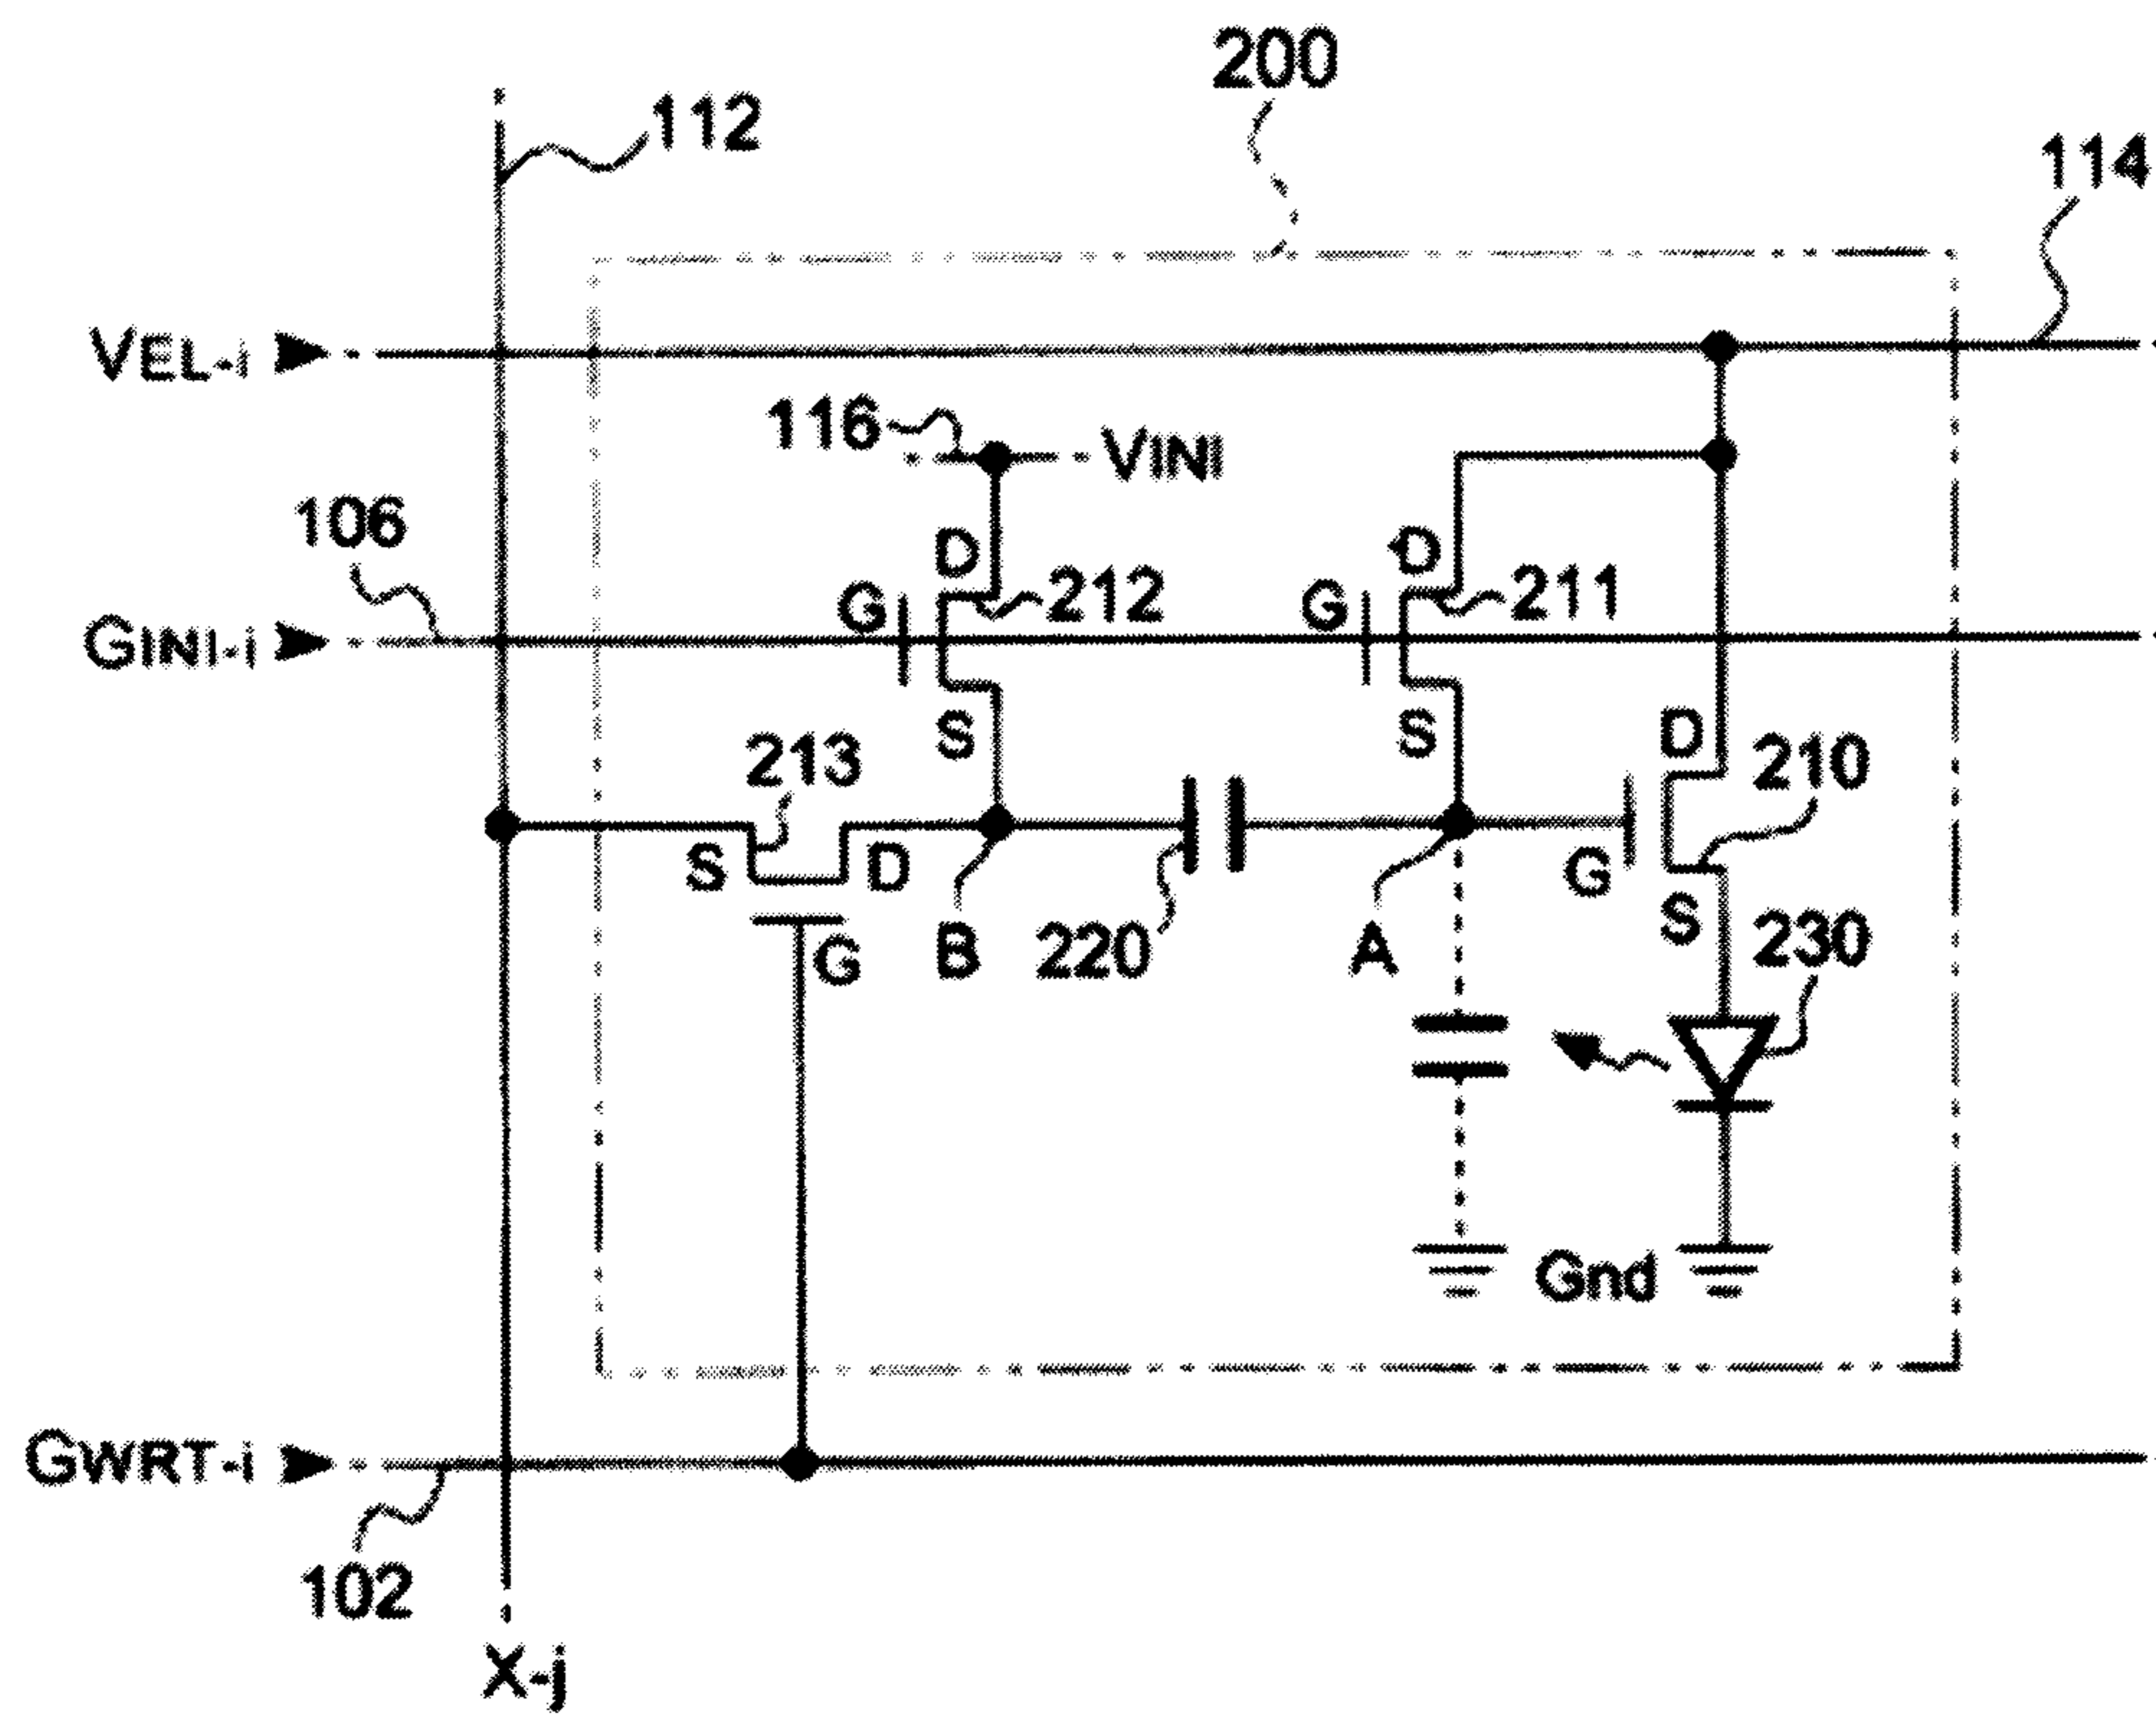 200
112
114
VEL-i
116
VINI
106
D
D
G
212
G
211
GINI-i
S
S
D
213
210
S
D
G
B
220
A
S
230
G
Gnd
GWRT-i
102
X-j